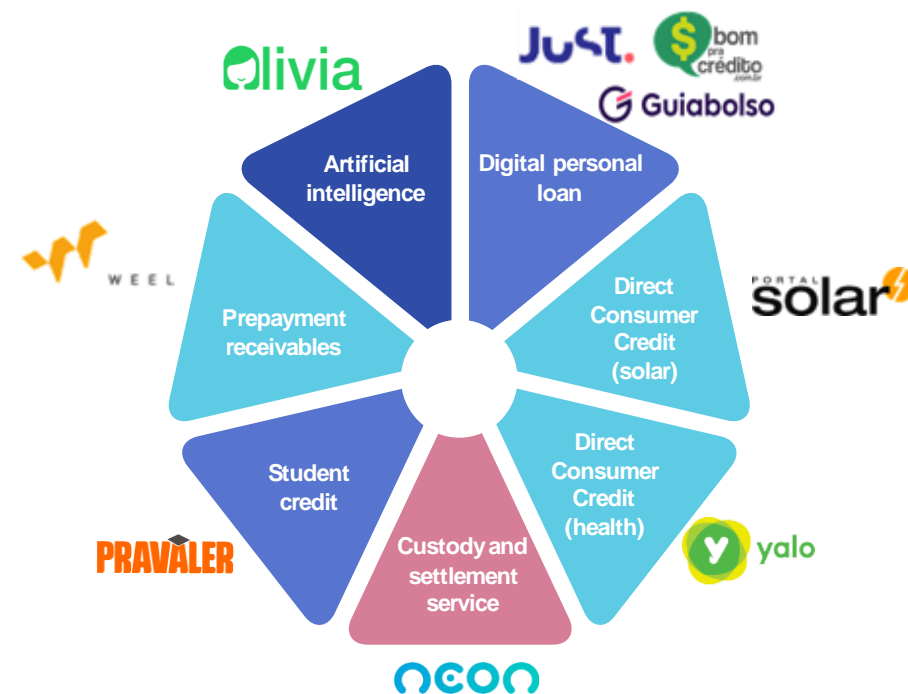 Olivia
Just.
bom
pra
crédito
.com.br
Guiabolso
Artificial
intelligence
Digital personal
loan
WEEL
Prepayment
receivables
Direct
Consumer
Credit
(solar)
PORTAL
solar
Student
credit
Direct
Consumer
Credit
(health)
PRAVALER
Custody and
settlement
service
yalo
neon